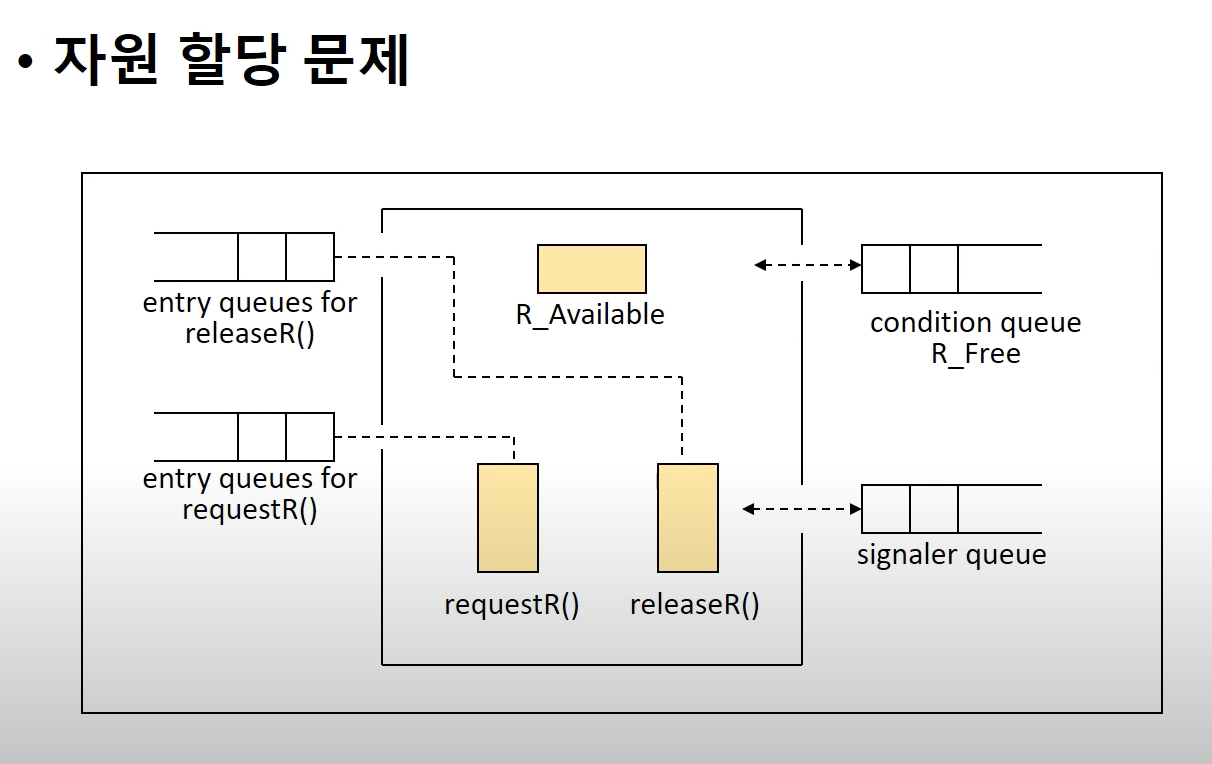 • 자원 할당 문제
entry queues for
releaseR()
R_Available
condition queue
R_Free
entry queues for
requestR()
signaler queue
requestR()
releaseR()